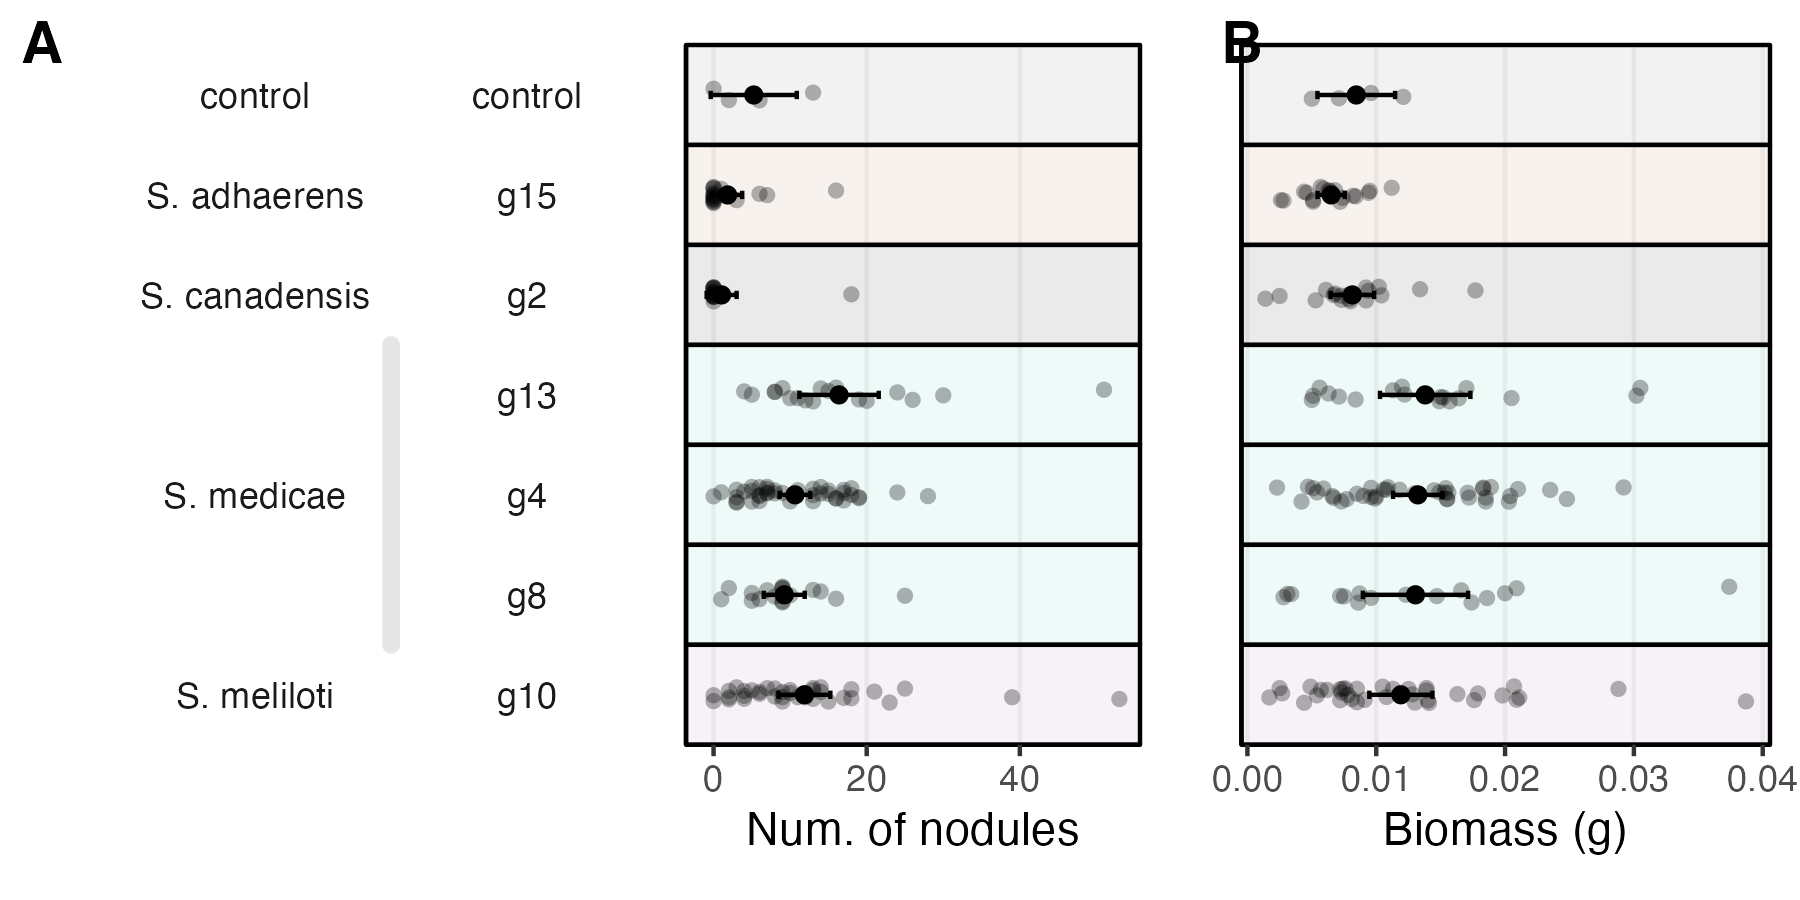 A
B
control control
S. adhaerens g15
S. canadensis g2
g13
S. medicae g4
g8
S. meliloti g10
0 20 40
0.00 0.01 0.02 0.03 0.04
Num. of nodules
Biomass (g)